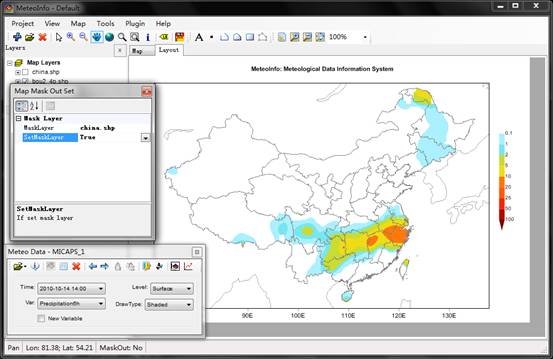 MeteoInfo - Default
Project View Map Tools Plugin Help
100%
Layers
Map Layout
Map Layers
china.shp
bou2_4p.shp
MeteoInfo: Meteological Data Information System
Map Mask Out Set
Mask Layer
MaskLayer china.shp
SetMaskLayer True
SetMaskLayer
If set mask layer
0.1
1
2
5
10
20
25
50
100
Meteo Data - MICAPS_1
Time: 2010-10-14 14:00 Level: Surface
Var: Precipitation6h DrawType: Shaded
New Variable
90E 100E 110E 120E 130E
Pan Lon: 81.38; Lat: 54.21 MaskOut: No